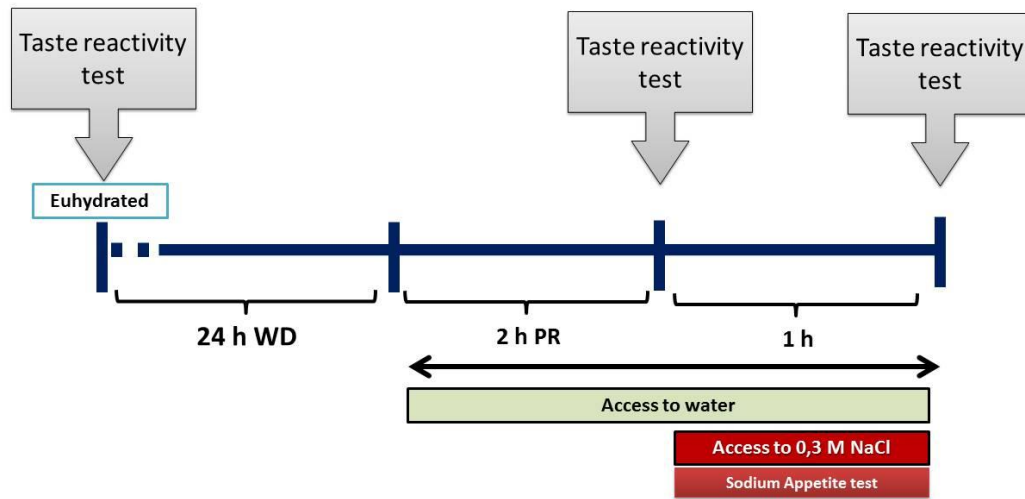 Taste reactivity
test
Taste reactivity
test
Taste reactivity
test
Euhydrated
24 h WD
2 h PR
1 h
Access to water
Access to 0,3 M NaCl
Sodium Appetite test